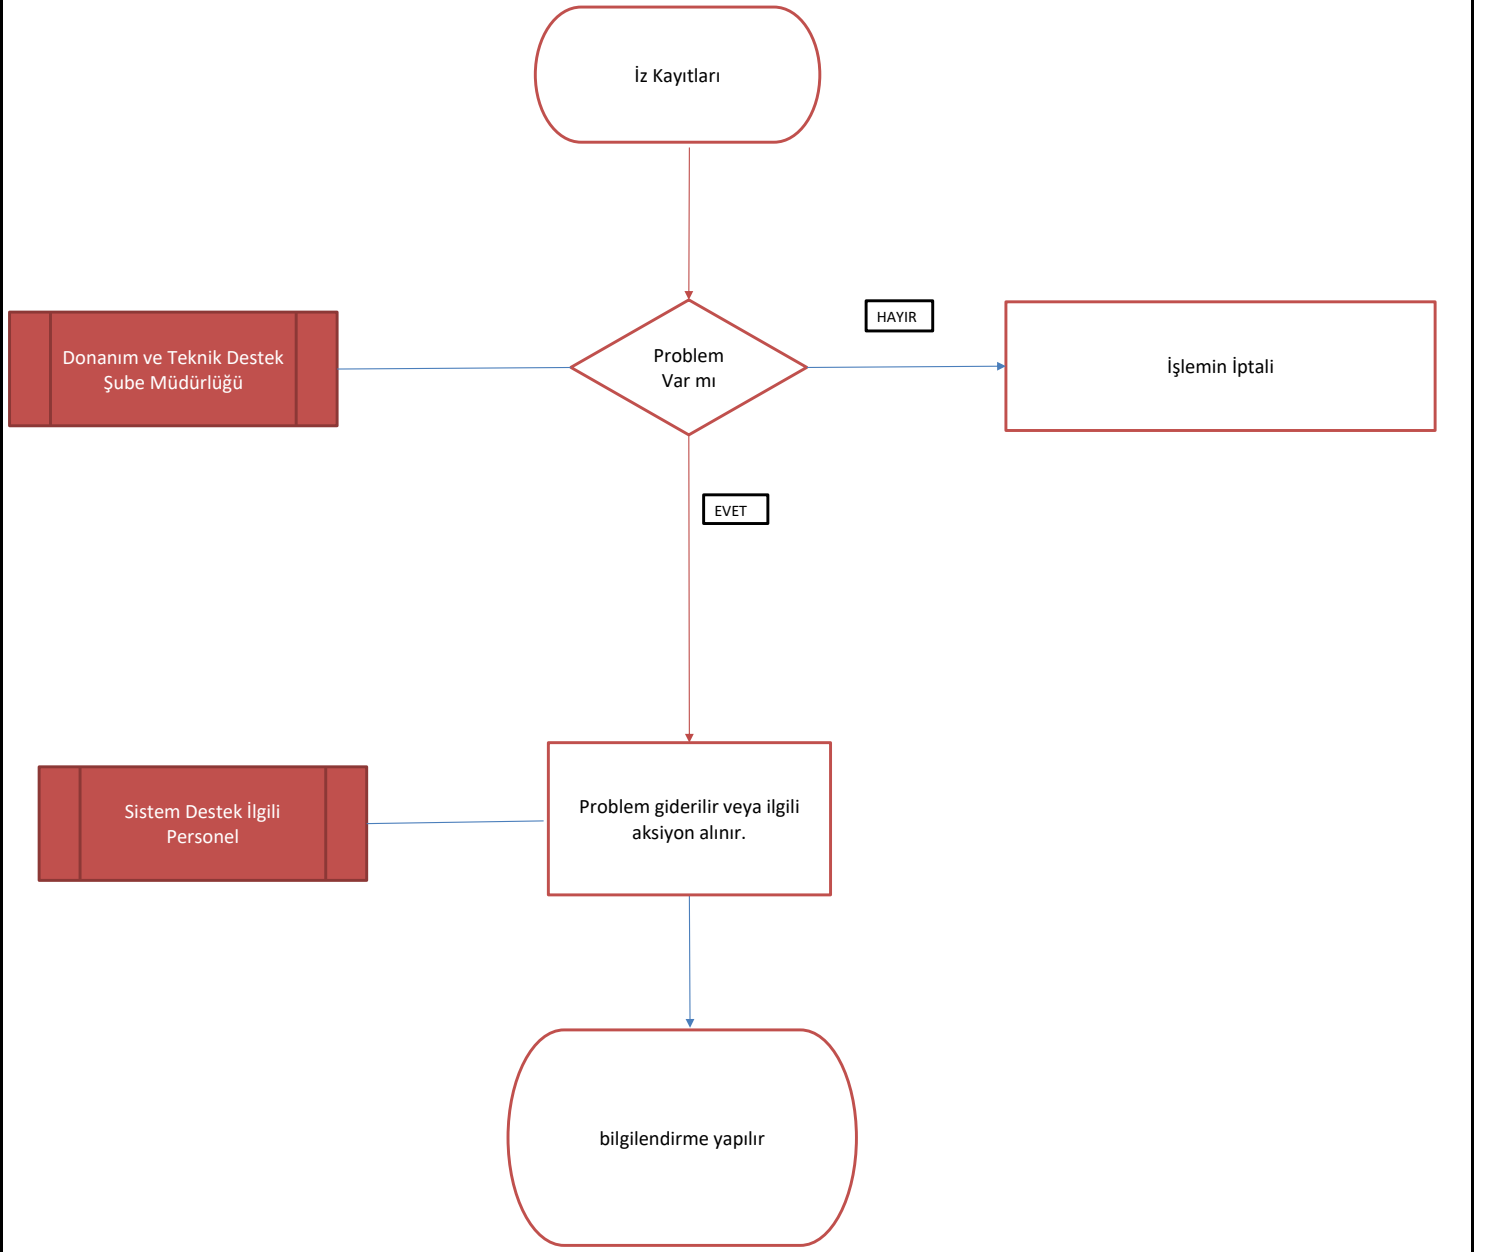 İz Kayıtları
HAYIR
Donanım ve Teknik Destek
Şube Müdürlüğü
Problem
Var mı
İşlemin İptali
EVET
Sistem Destek İlgili
Personel
Problem giderilir veya ilgili
aksiyon alınır.
bilgilendirme yapılır